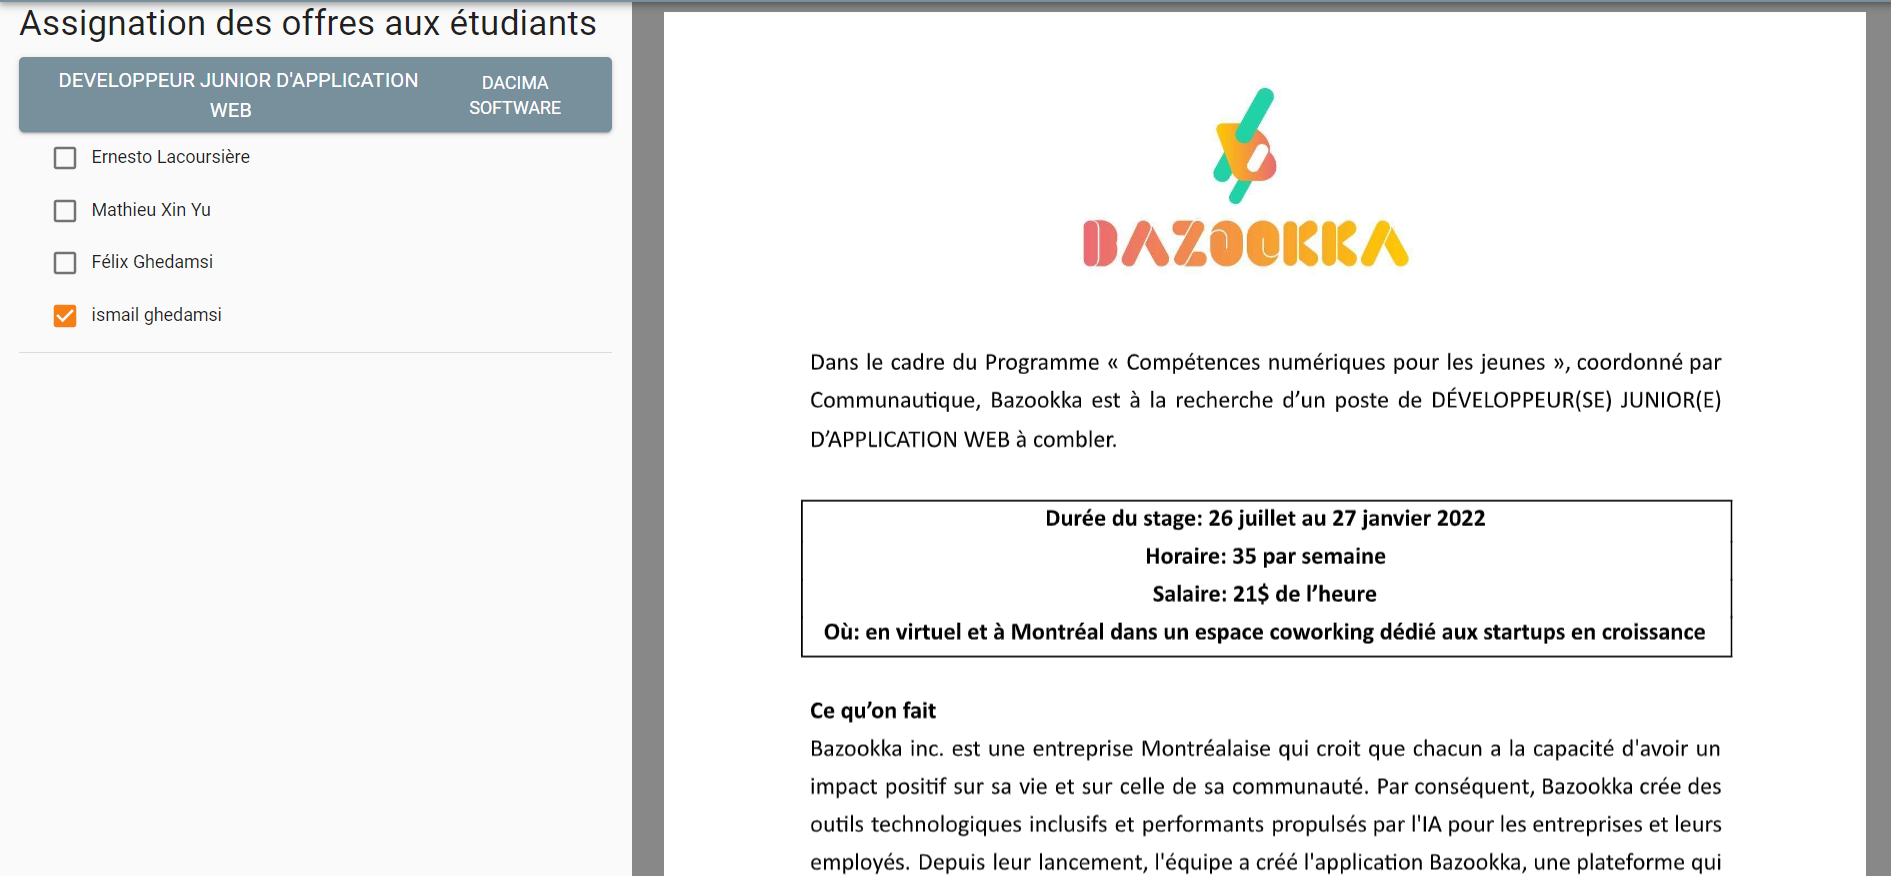 Assignation des offres aux étudiants
DEVELOPPEUR JUNIOR D'APPLICATION
WEB
DACIMA
SOFTWARE
Ernesto Lacoursière
Mathieu Xin Yu
Félix Ghedamsi
ismail ghedamsi
BAZOOKKA
Dans le cadre du Programme « Compétences numériques pour les jeunes », coordonné par
Communautique, Bazookka est à la recherche d’un poste de DÉVELOPPEUR(SE) JUNIOR(E)
D’APPLICATION WEB à combler.
Durée du stage: 26 juillet au 27 janvier 2022
Horaire: 35 par semaine
Salaire: 21$ de l’heure
Où: en virtuel et à Montréal dans un espace coworking dédié aux startups en croissance
Ce qu’on fait
Bazookka inc. est une entreprise Montréalaise qui croit que chacun a la capacité d'avoir un
impact positif sur sa vie et sur celle de sa communauté. Par conséquent, Bazookka crée des
outils technologiques inclusifs et performants propulsés par l'IA pour les entreprises et leurs
employés. Depuis leur lancement, l'équipe a créé l'application Bazookka, une plateforme qui